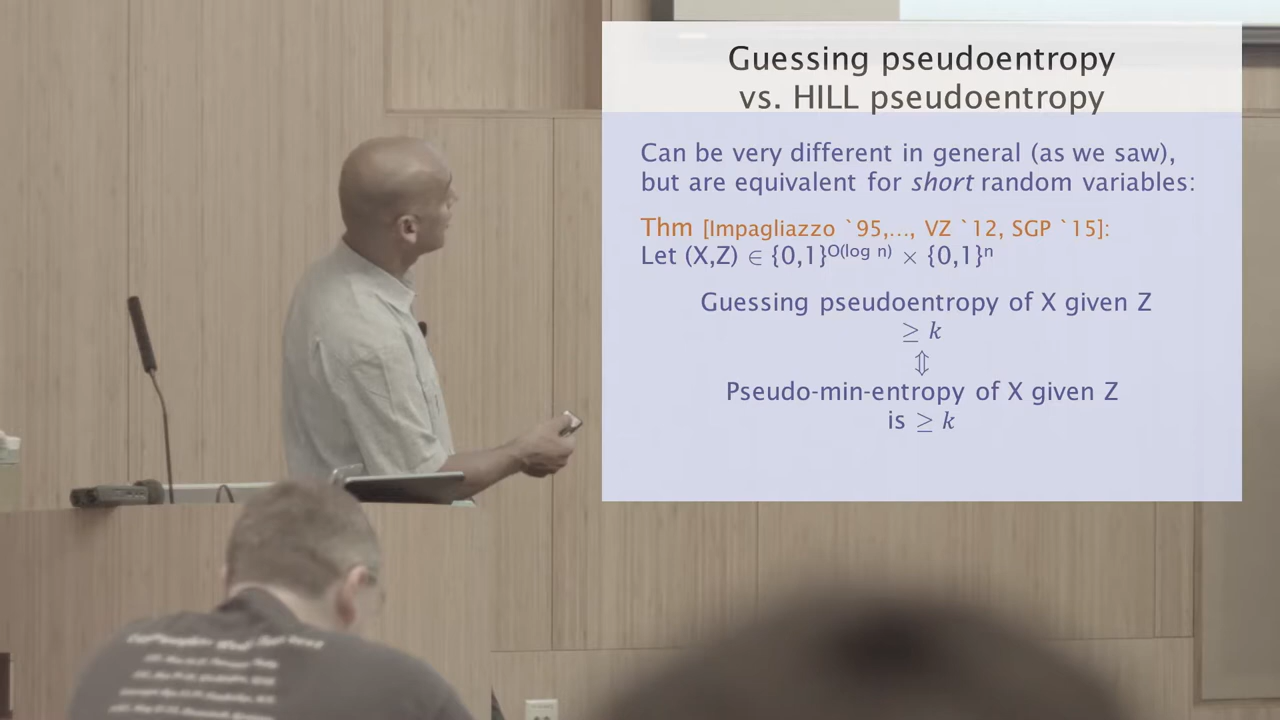 Guessing pseudoentropy
vs. HILL pseudoentropy
Can be very different in general (as we saw),
but are equivalent for short random variables:
Thm [Impagliazzo `95,..., VZ `12, SGP `15]:
Let (X,Z) ∈ {0,1}^O(log n) × {0,1}^n
Guessing pseudoentropy of X given Z
≥ k
⇕
Pseudo-min-entropy of X given Z
is ≥ k